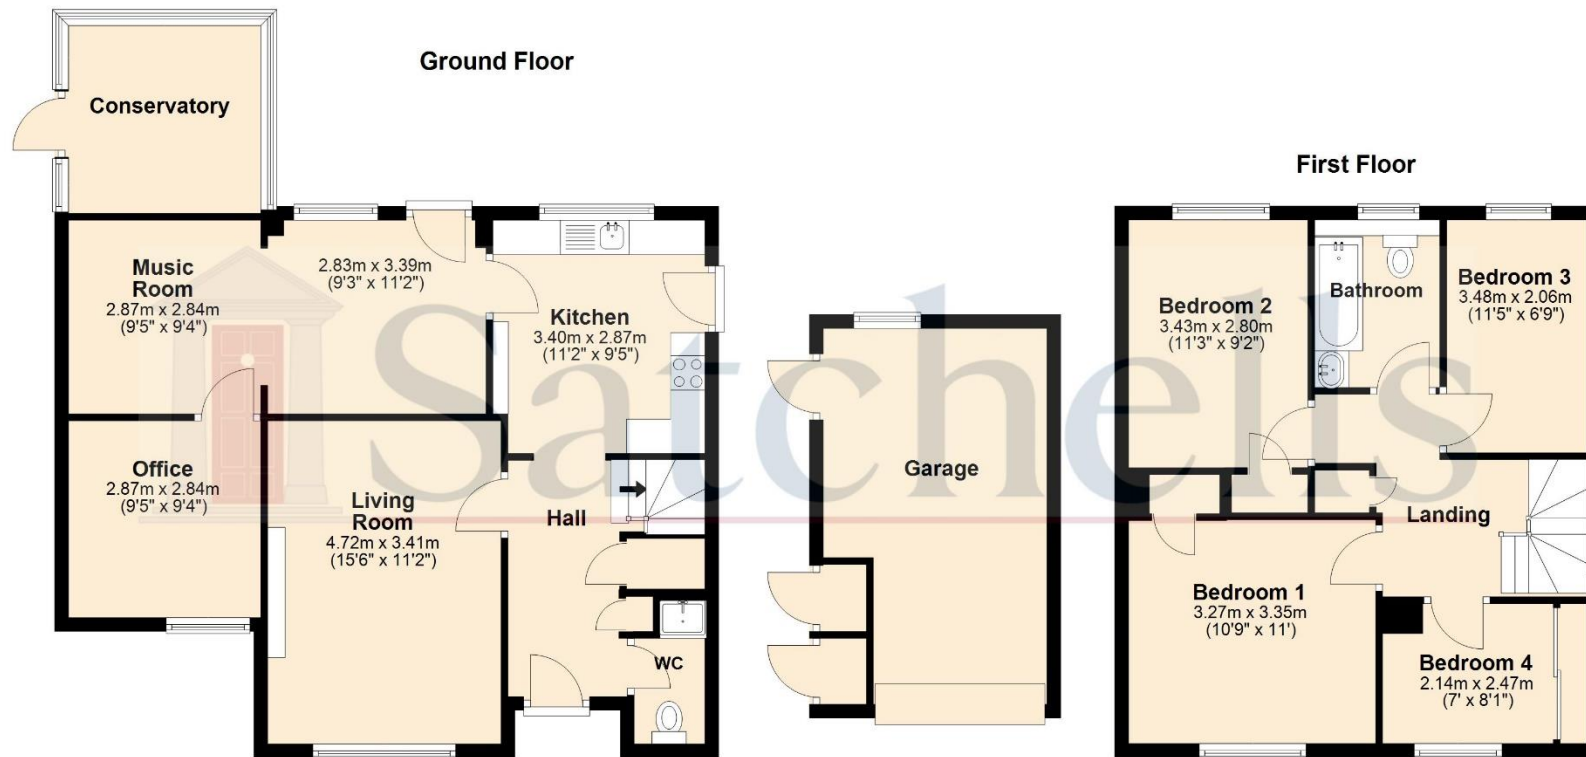 Ground Floor
Conservatory
Music
Room
2.87m x 2.84m
(9'5" x 9'4")
2.83m x 3.39m
(9'3" x 11'2")
Kitchen
3.40m x 2.87m
(11'2" x 9'5")
Office
2.87m x 2.84m
(9'5" x 9'4")
Living
Room
4.72m x 3.41m
(15'6" x 11'2")
Hall
WC
Garage
First Floor
Bedroom 2
3.43m x 2.80m
(11'3" x 9'2")
Bathroom
Bedroom 3
3.48m x 2.06m
(11'5" x 6'9")
Landing
Bedroom 1
3.27m x 3.35m
(10'9" x 11')
Bedroom 4
2.14m x 2.47m
(7' x 8'1")
Satchells